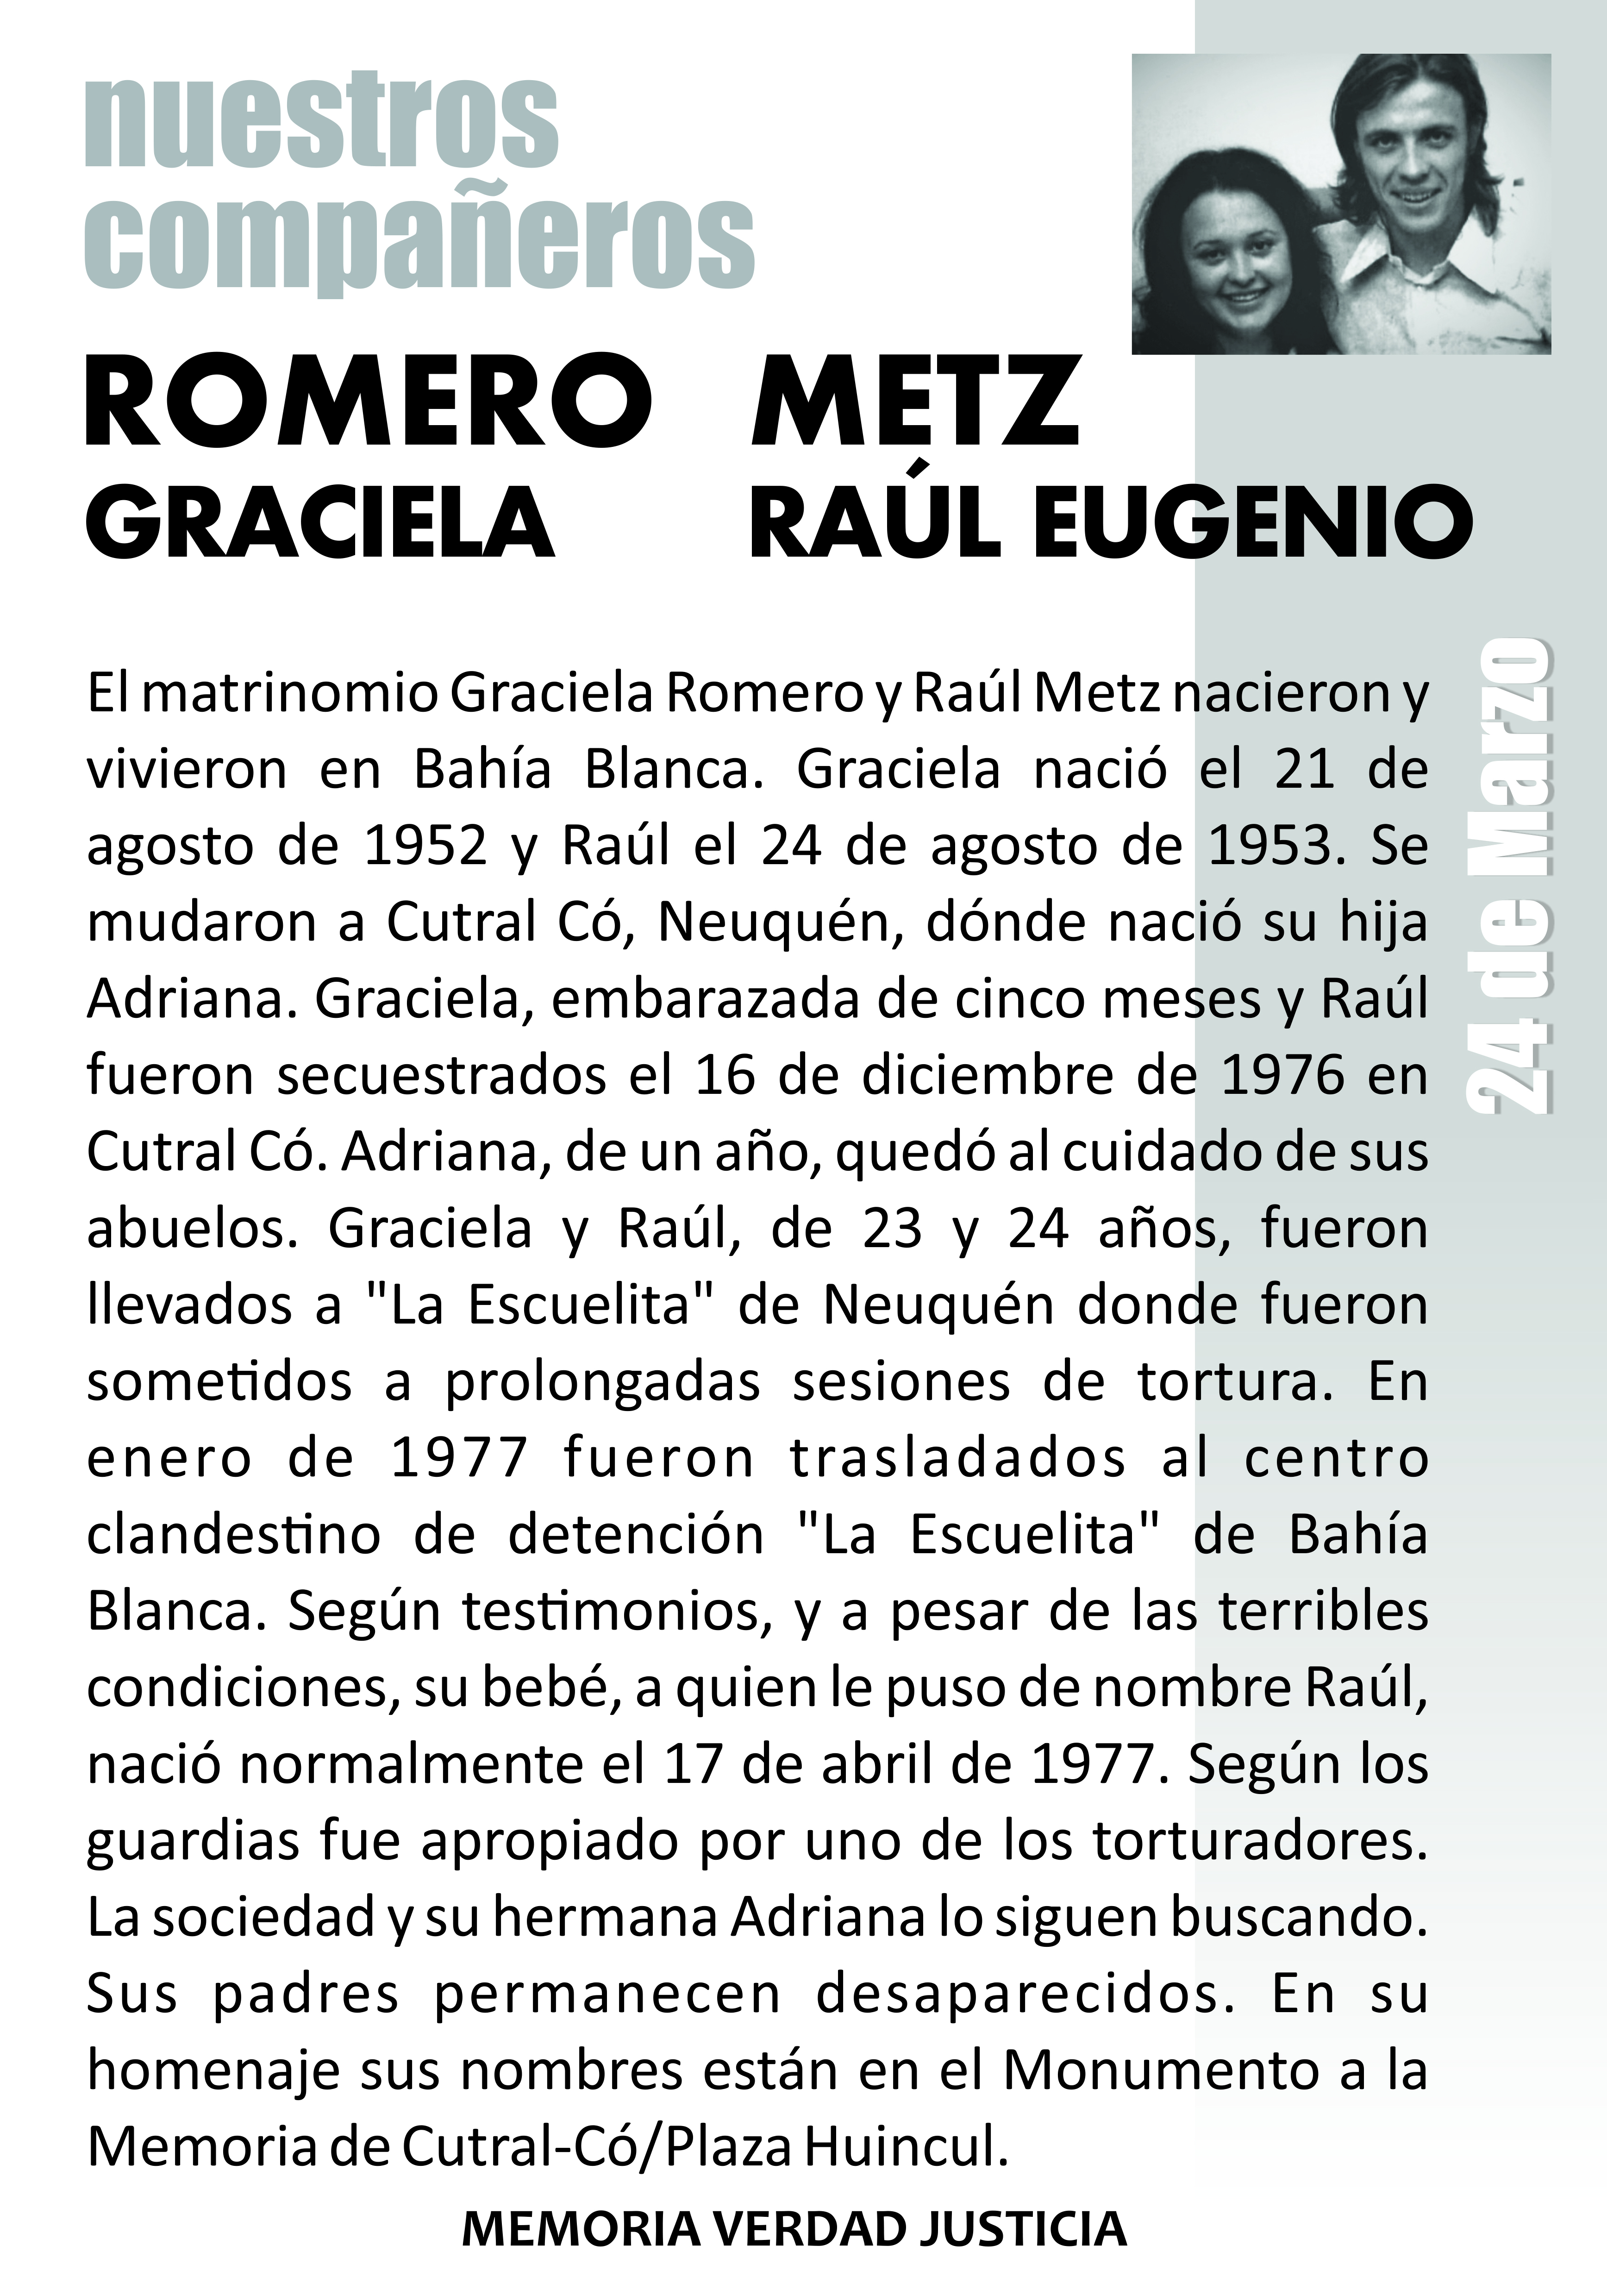 nuestros
compañeros
ROMERO METZ
GRACIELA RAÚL EUGENIO
El matrinomio Graciela Romero y Raúl Metz nacieron y
vivieron en Bahía Blanca. Graciela nació el 21 de
agosto de 1952 y Raúl el 24 de agosto de 1953. Se
mudaron a Cutral Có, Neuquén, dónde nació su hija
Adriana. Graciela, embarazada de cinco meses y Raúl
fueron secuestrados el 16 de diciembre de 1976 en
Cutral Có. Adriana, de un año, quedó al cuidado de sus
abuelos. Graciela y Raúl, de 23 y 24 años, fueron
llevados a "La Escuelita" de Neuquén donde fueron
sometidos a prolongadas sesiones de tortura. En
enero de 1977 fueron trasladados al centro
clandestino de detención "La Escuelita" de Bahía
Blanca. Según testimonios, y a pesar de las terribles
condiciones, su bebé, a quien le puso de nombre Raúl,
nació normalmente el 17 de abril de 1977. Según los
guardias fue apropiado por uno de los torturadores.
La sociedad y su hermana Adriana lo siguen buscando.
Sus padres permanecen desaparecidos. En su
homenaje sus nombres están en el Monumento a la
Memoria de Cutral-Có/Plaza Huincul.
24 de Marzo
MEMORIA VERDAD JUSTICIA